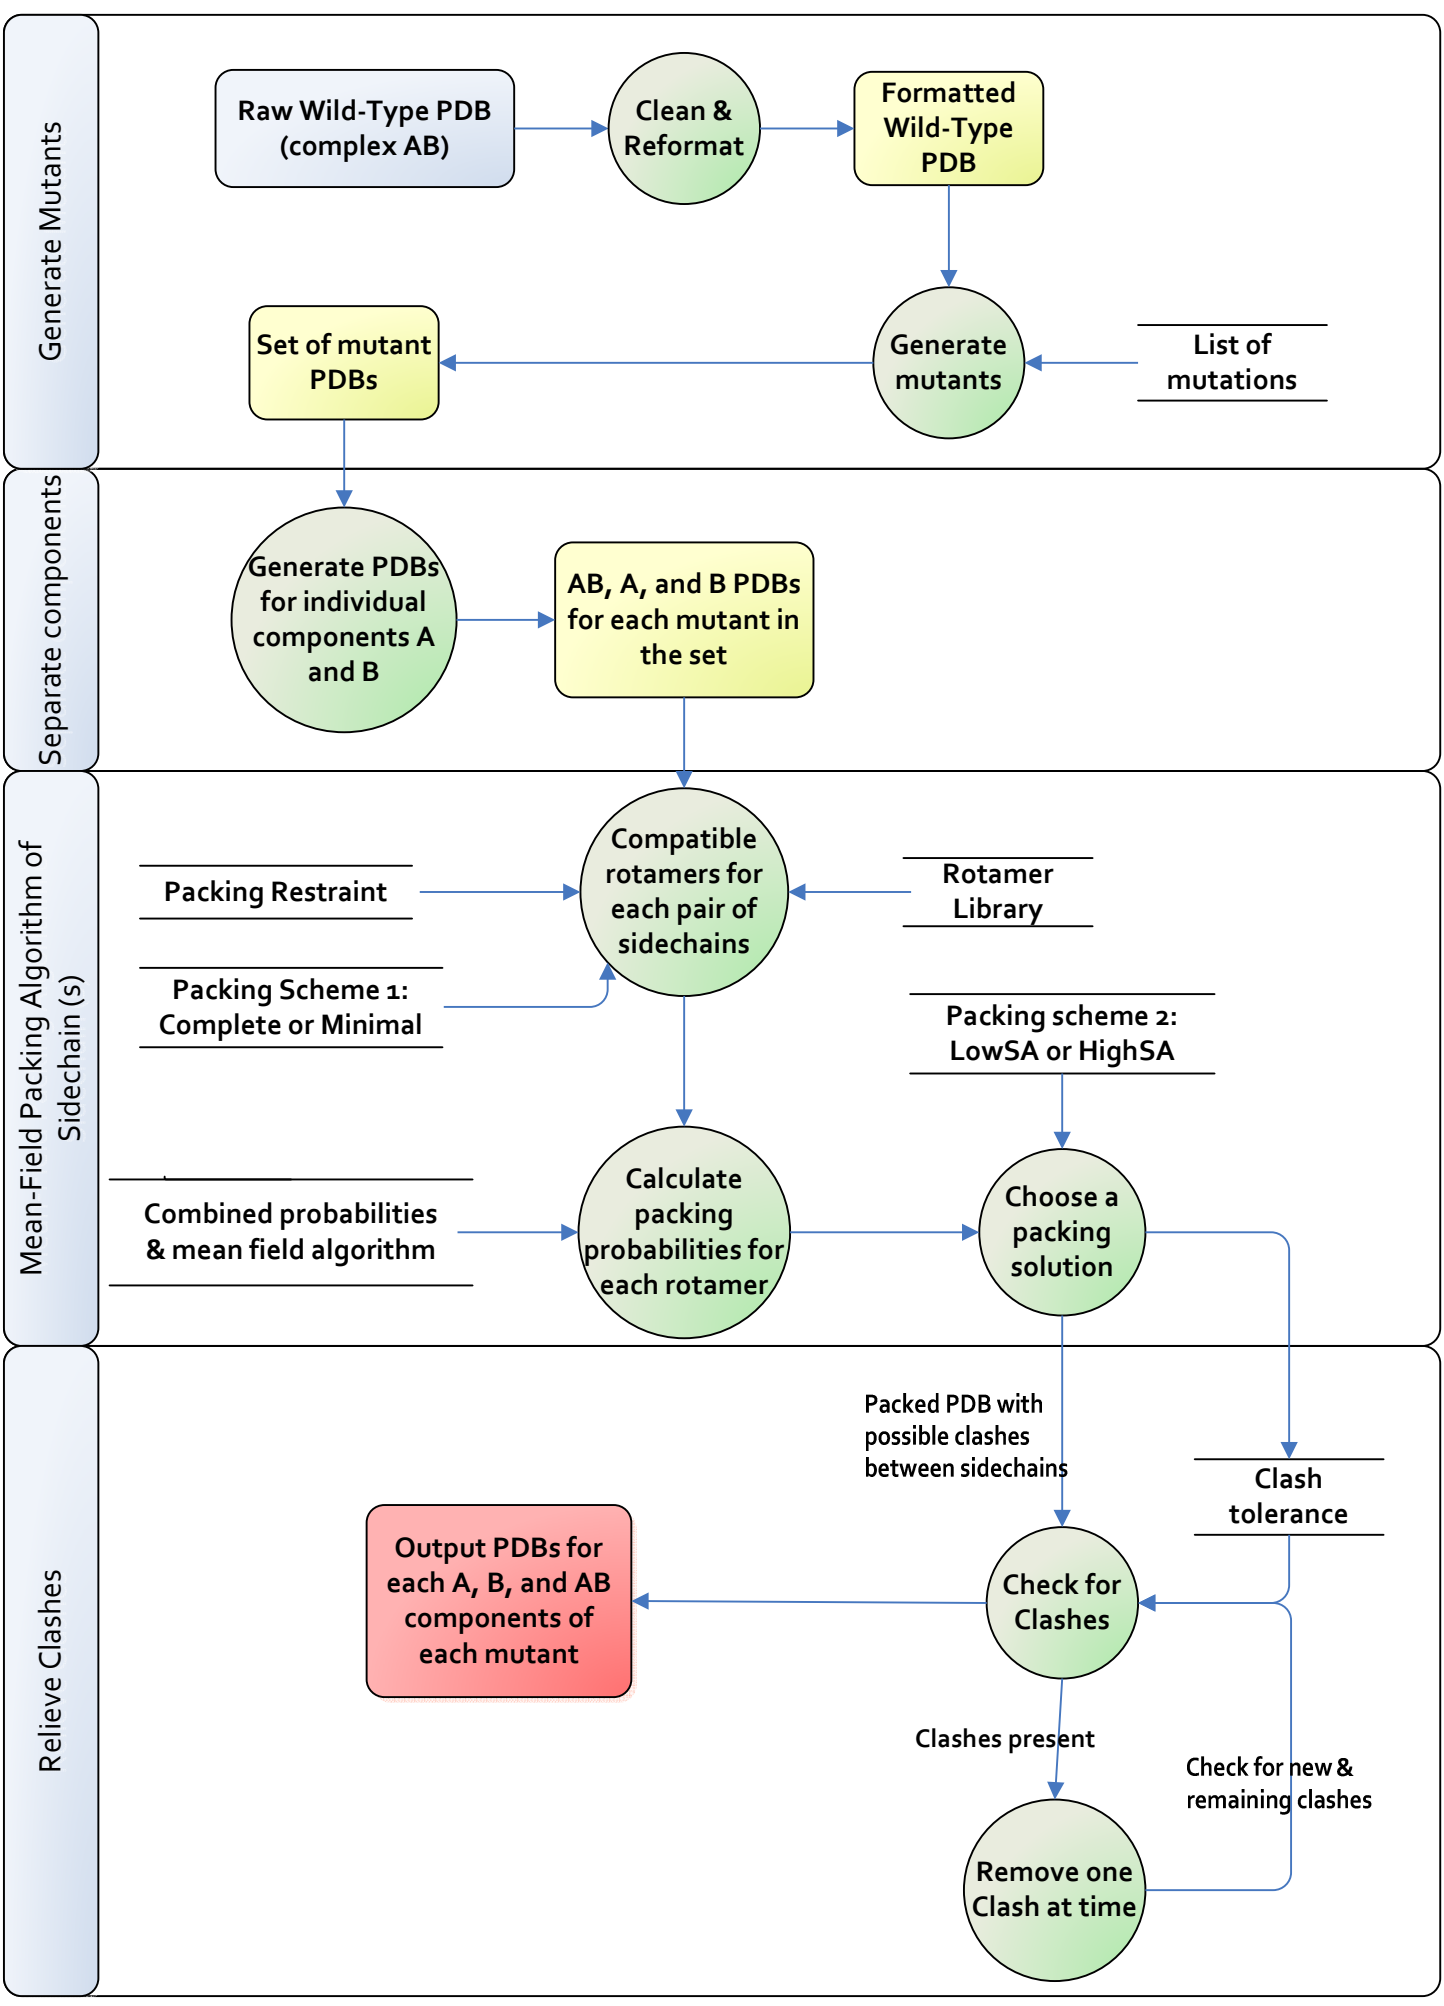 Generate Mutants
Raw Wild-Type PDB
(complex AB)
Clean &
Reformat
Formatted
Wild-Type
PDB
Set of mutant
PDBs
Generate
mutants
List of
mutations
Separate components
Generate PDBs
for individual
components A
and B
AB, A, and B PDBs
for each mutant in
the set
Mean-Field Packing Algorithm of
Sidechain (s)
Compatible
rotamers for
each pair of
sidechains
Packing Restraint
Rotamer
Library
Packing Scheme 1:
Complete or Minimal
Packing scheme 2:
LowSA or HighSA
Combined probabilities
& mean field algorithm
Calculate
packing
probabilities for
each rotamer
Choose a
packing
solution
Relieve Clashes
Packed PDB with
possible clashes
between sidechains
Clash
tolerance
Output PDBs for
each A, B, and AB
components of
each mutant
Check for
Clashes
Clashes present
Check for new &
remaining clashes
Remove one
Clash at time